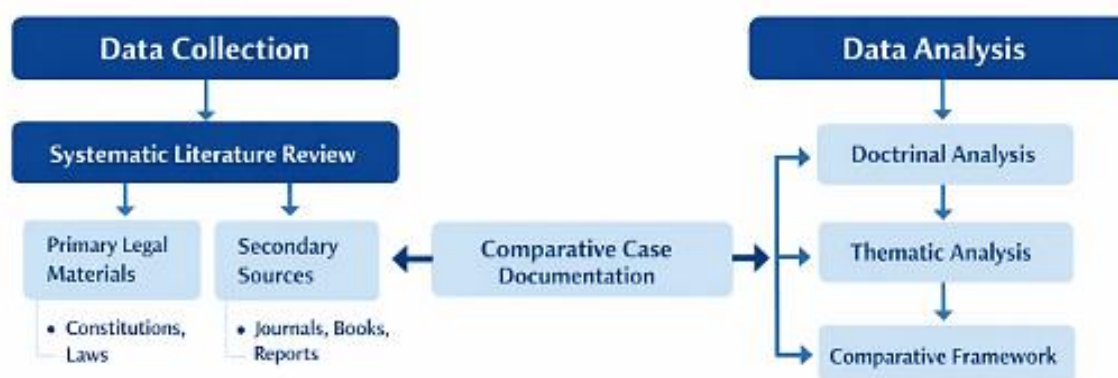 Data Collection
Systematic Literature Review
Primary Legal
Materials
• Constitutions,
Laws
Secondary
Sources
• Journals, Books,
Reports
Comparative Case
Documentation
Data Analysis
Doctrinal Analysis
Thematic Analysis
Comparative Framework